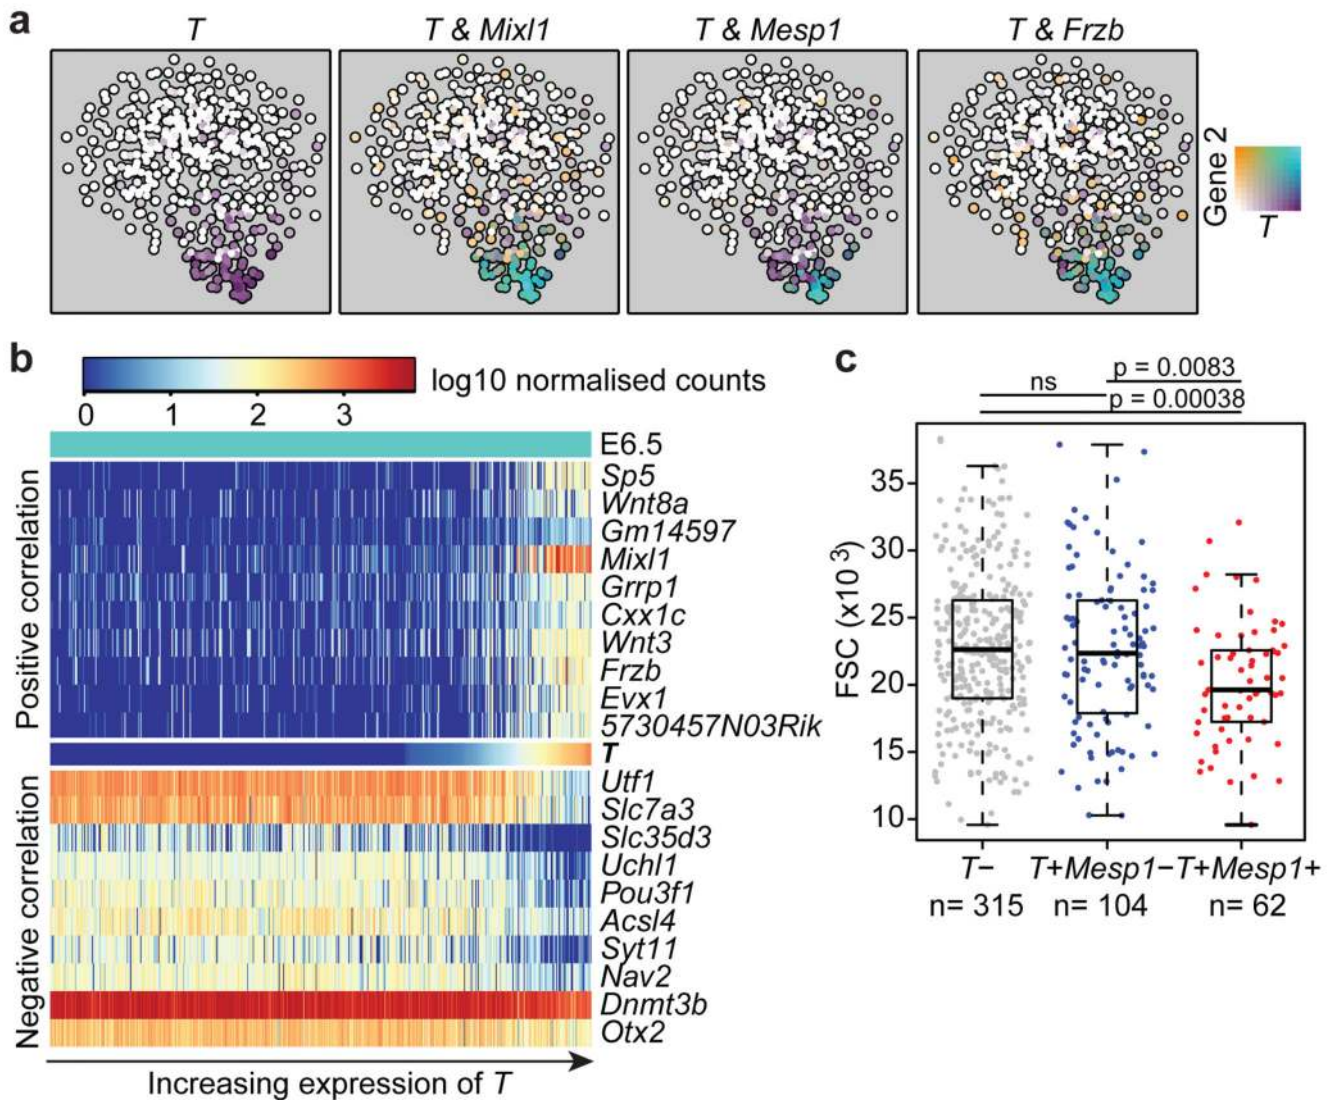 a
T
T & Mixl1
T & Mesp1
T & Frzb
Gene 2
T
b
log10 normalised counts
0 1 2 3
E6.5
Positive correlation
Sp5
Wnt8a
Gm14597
Mixl1
Grrp1
Cxx1c
Wnt3
Frzb
Evx1
5730457N03Rik
T
Negative correlation
Utf1
Slc7a3
Slc35d3
Uchl1
Pou3f1
Acsl4
Syt11
Nav2
Dnmt3b
Otx2
Increasing expression of T
c
p = 0.0083
ns
p = 0.00038
FSC (x10³)
35
30
25
20
15
10
T− T+Mesp1− T+Mesp1+
n= 315 n= 104 n= 62